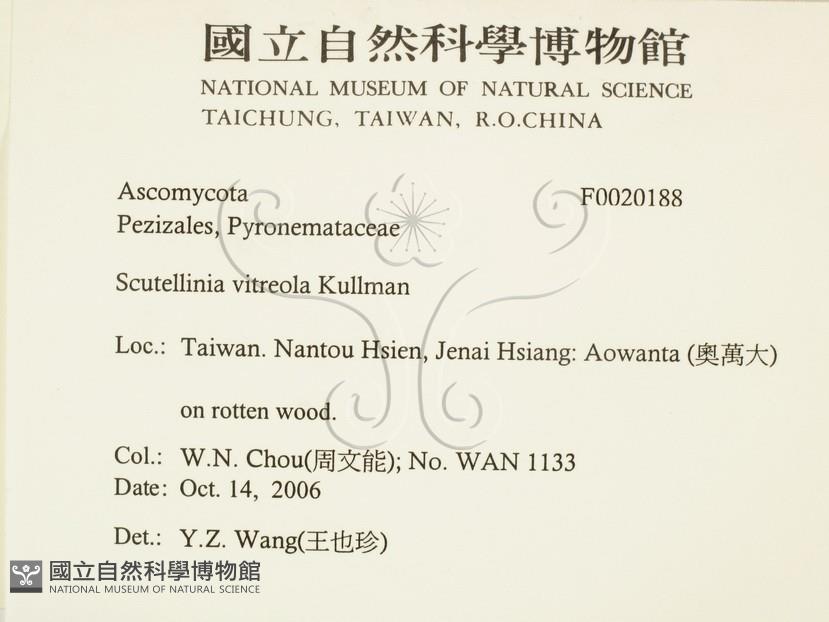 國立自然科學博物館
NATIONAL MUSEUM OF NATURAL SCIENCE
TAICHUNG, TAIWAN, R.O.CHINA
Ascomycota F0020188
Pezizales, Pyronemataceae
Scutellinia vitreola Kullman
Loc.: Taiwan. Nantou Hsien, Jenai Hsiang: Aowanta (奧萬大)
on rotten wood.
Col.: W.N. Chou(周文能); No. WAN 1133
Date: Oct. 14, 2006
Det.: Y.Z. Wang(王也珍)
國立自然科學博物館
NATIONAL MUSEUM OF NATURAL SCIENCE